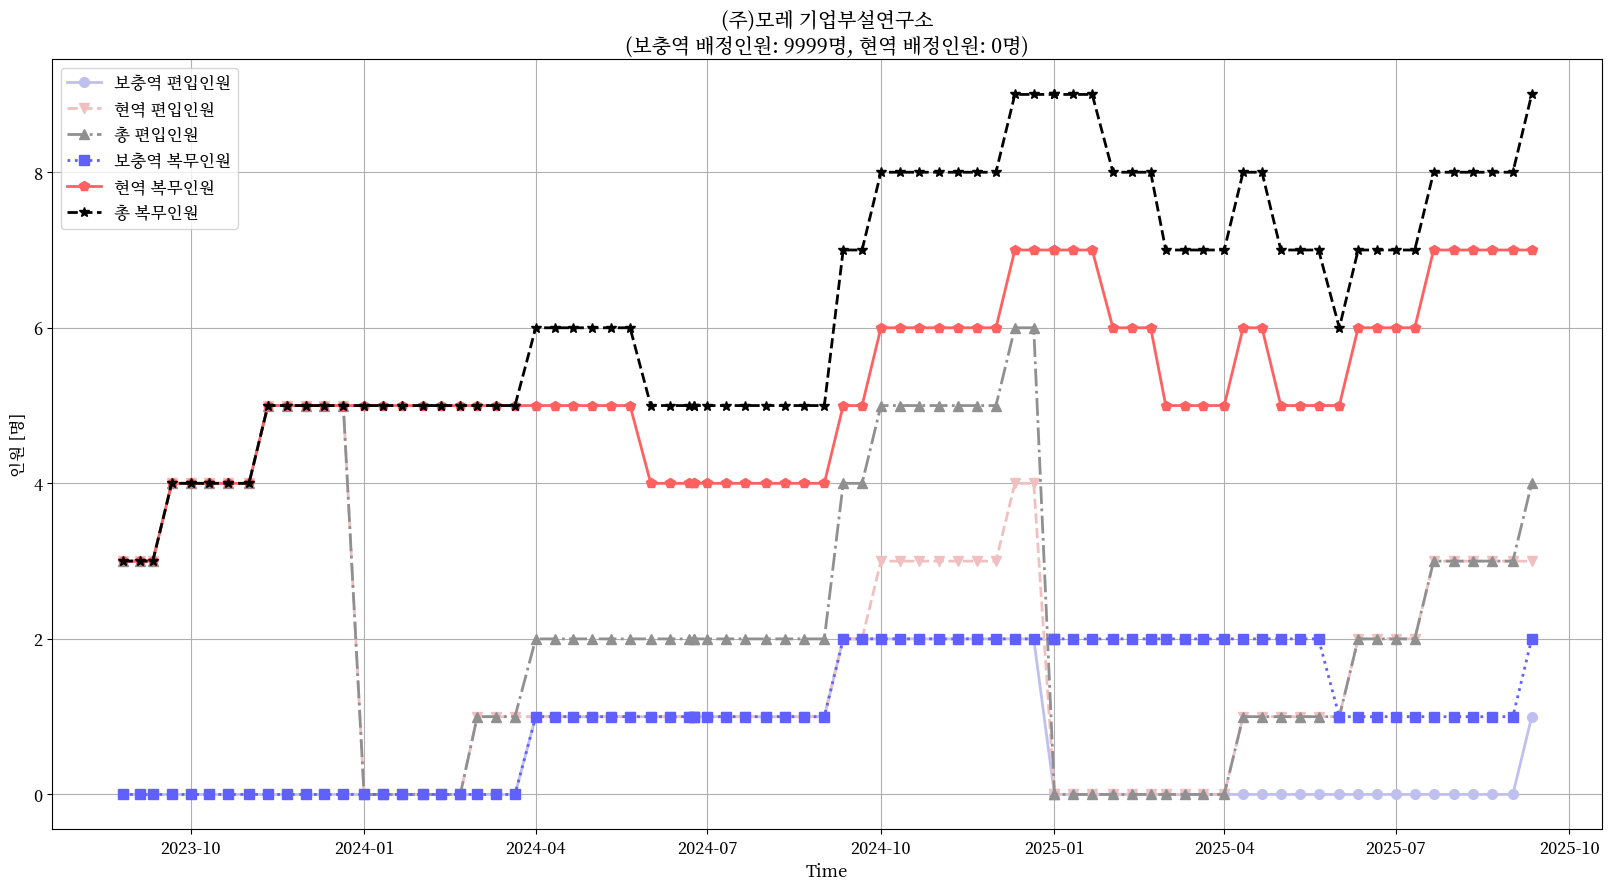 (주)모레 기업부설연구소
(보충역 배정인원: 9999명, 현역 배정인원: 0명)
보충역 편입인원
현역 편입인원
총 편입인원
보충역 복무인원
현역 복무인원
총 복무인원
인원 [명]
8
6
4
2
0
2023-10
2024-01
2024-04
2024-07
2024-10
2025-01
2025-04
2025-07
2025-10
Time